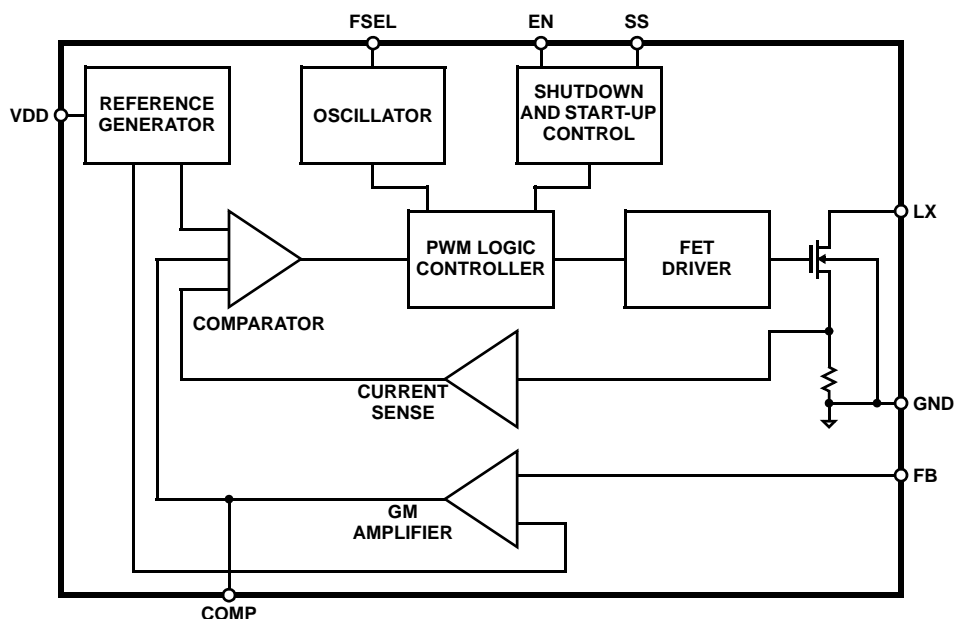 FSEL
EN
SS
VDD
REFERENCE
GENERATOR
OSCILLATOR
SHUTDOWN
AND START-UP
CONTROL
LX
PWM LOGIC
CONTROLLER
FET
DRIVER
COMPARATOR
CURRENT
SENSE
GND
FB
GM
AMPLIFIER
COMP